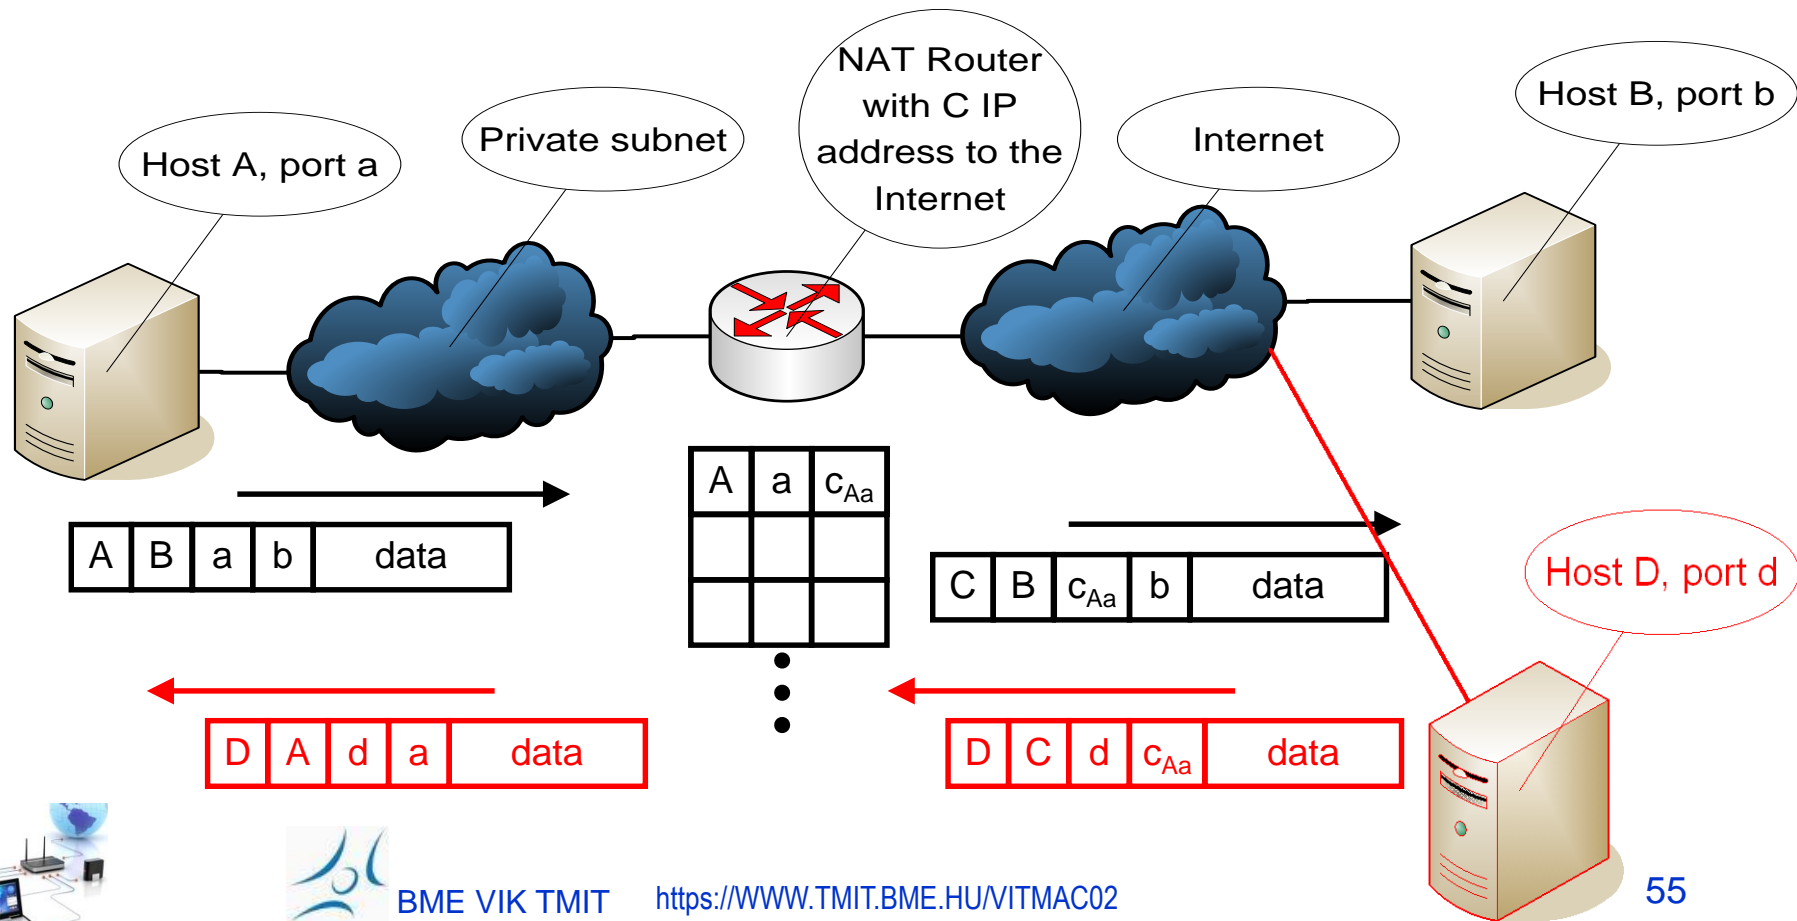 NAT Router
with C IP
address to the
Internet
Host B, port b
Private subnet
Internet
Host A, port a
A a cAa
A B a b data
C B cAa b data
Host D, port d
D A d a data
D C d cAa data
BME VIK TMIT
https://WWW.TMIT.BME.HU/VITMAC02
55